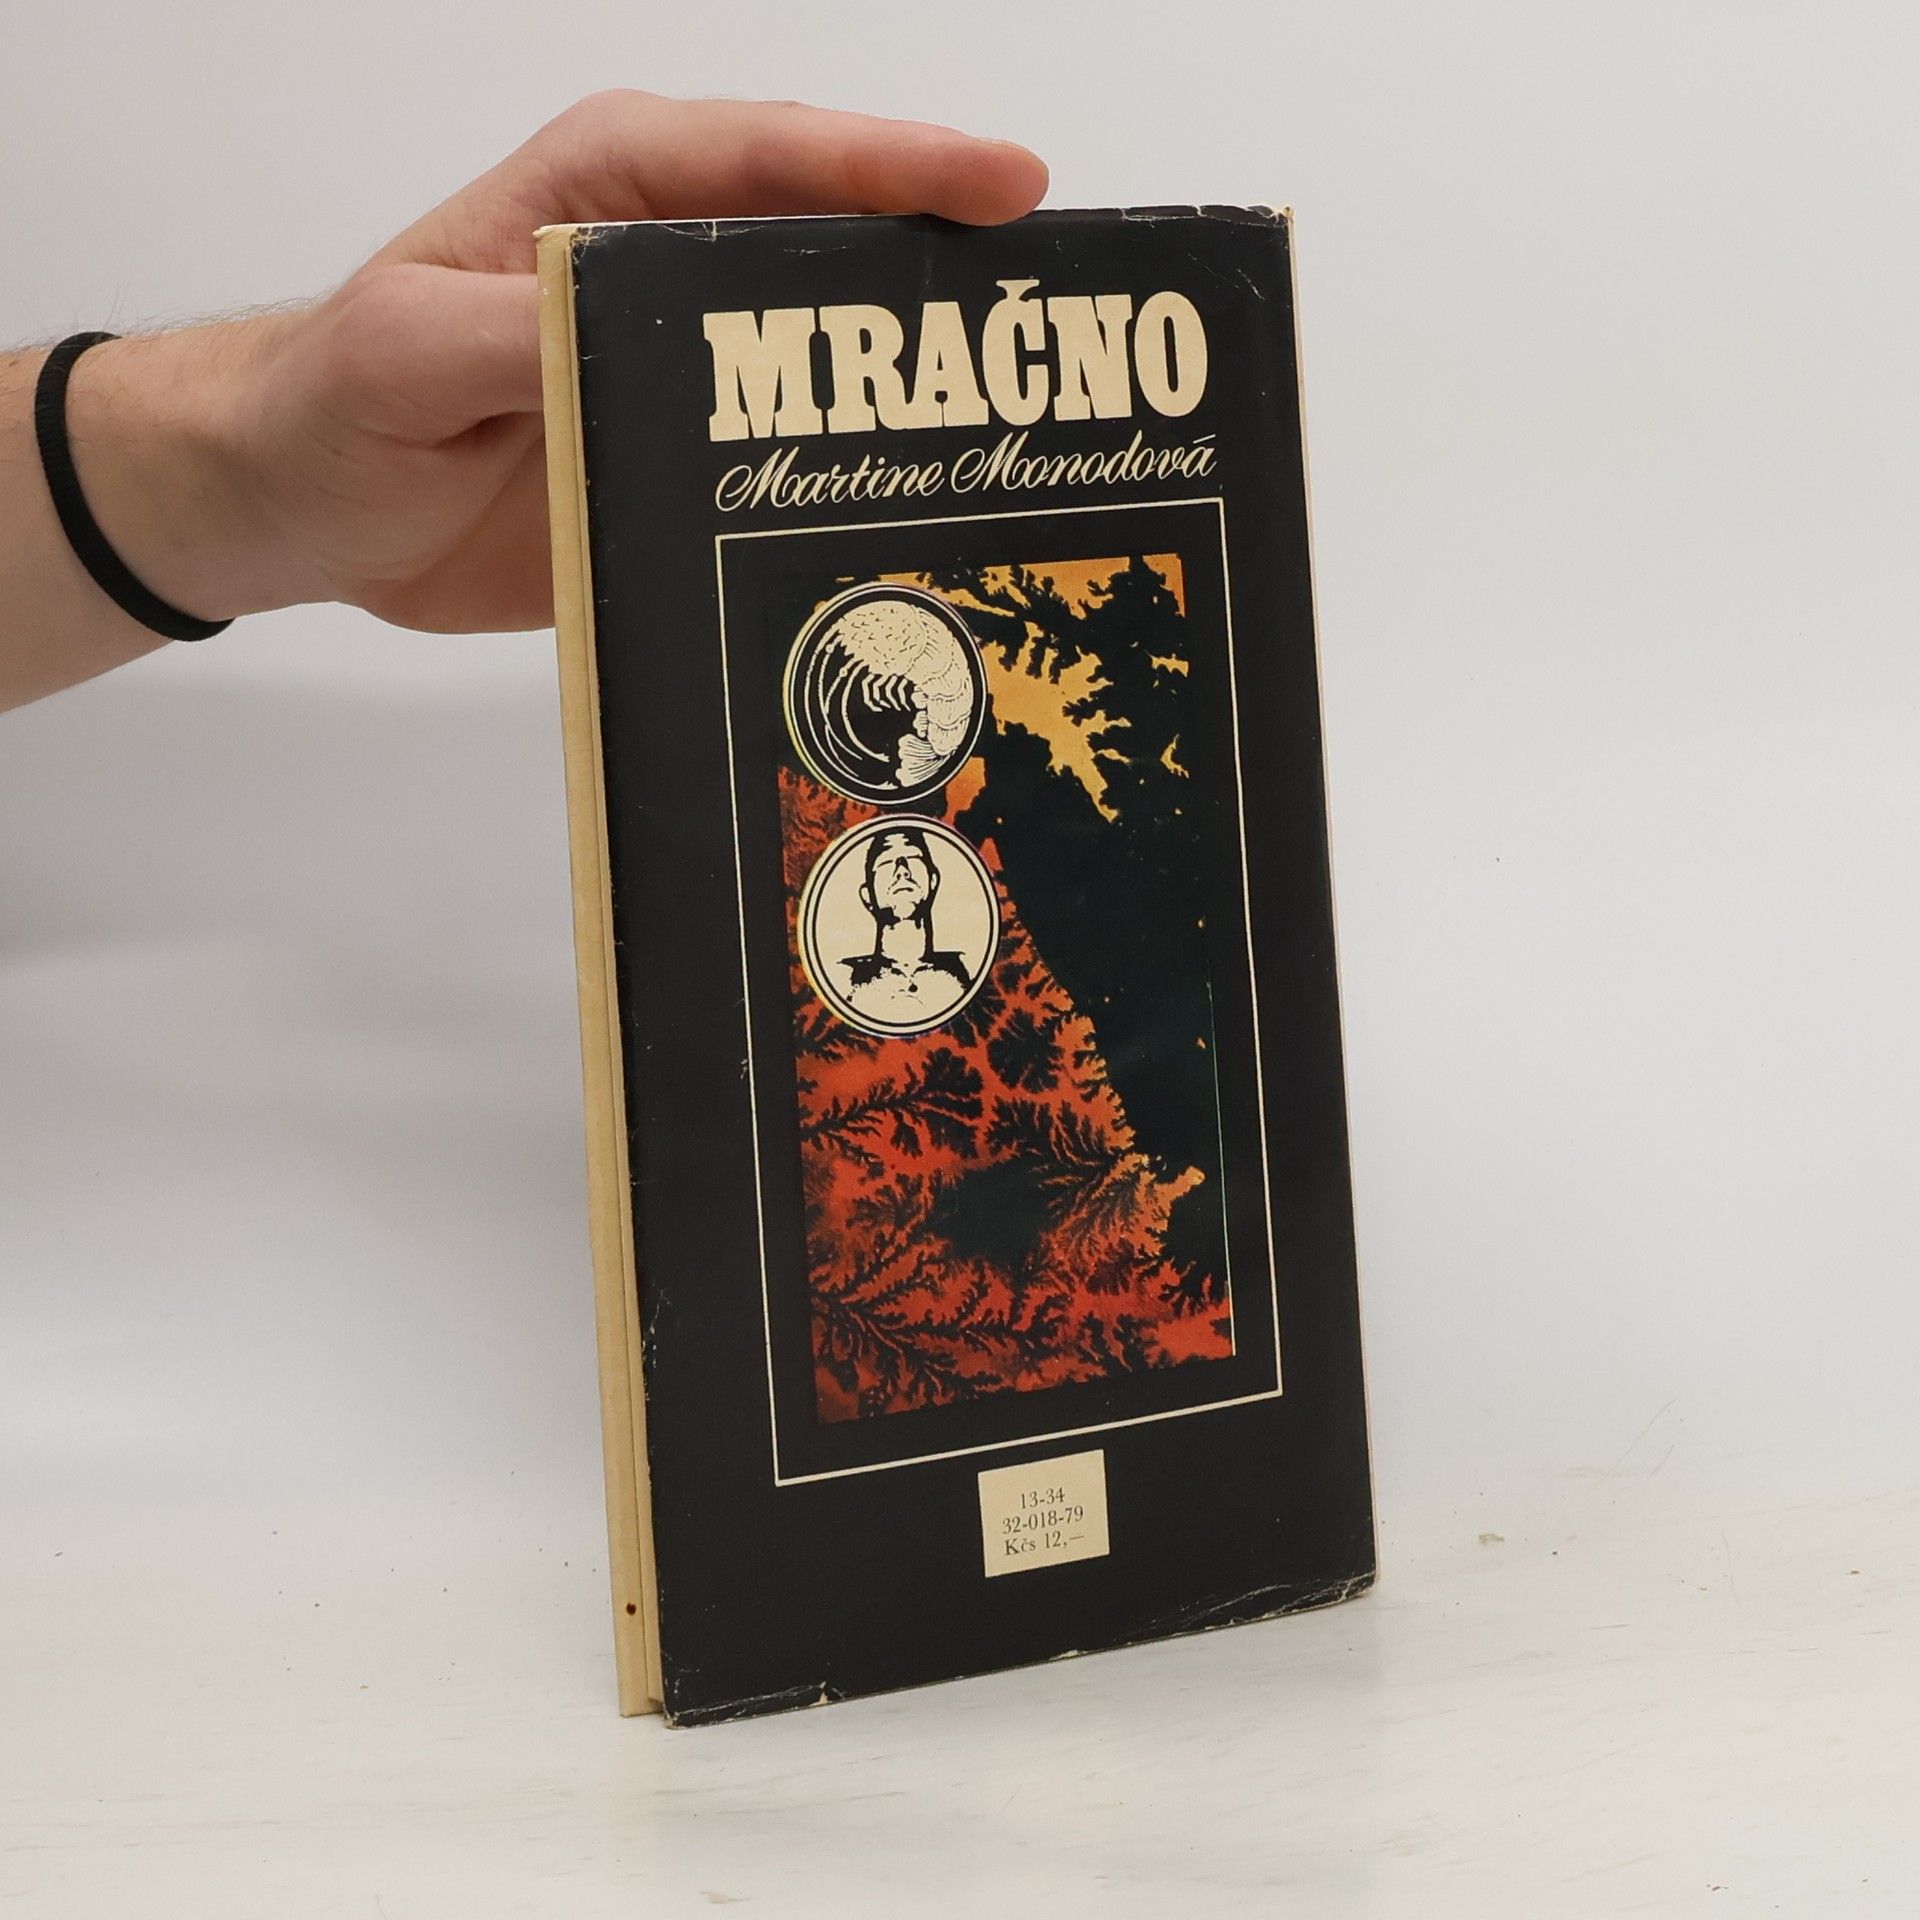 MRAČNO
Martine Monodová
13-34
32-018-79
Kčs 12,—